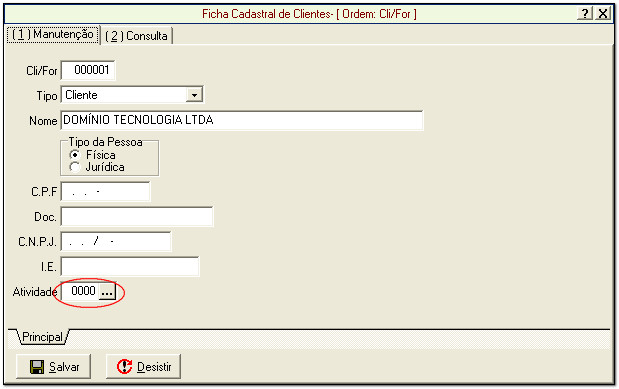 Ficha Cadastral de Clientes- [ Ordem: Cli/For ]
? X
( 1 ) Manutenção ( 2 ) Consulta
Cli/For 000001
Tipo Cliente
Nome DOMÍNIO TECNOLOGIA LTDA
Tipo da Pessoa
Física
Jurídica
C.P.F . . -
Doc.
C.N.P.J. . . / -
I.E.
Atividade 0000 ...
Principal
Salvar Desistir